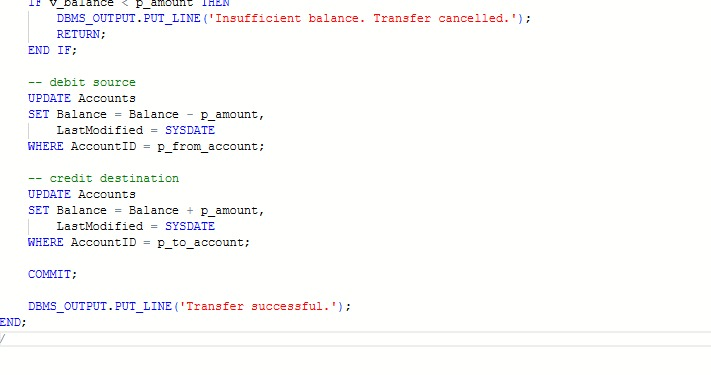 IF v_balance < p_amount THEN
DBMS_OUTPUT.PUT_LINE('Insufficient balance. Transfer cancelled.');
RETURN;
END IF;
-- debit source
UPDATE Accounts
SET Balance = Balance - p_amount,
LastModified = SYSDATE
WHERE AccountID = p_from_account;
-- credit destination
UPDATE Accounts
SET Balance = Balance + p_amount,
LastModified = SYSDATE
WHERE AccountID = p_to_account;
COMMIT;
DBMS_OUTPUT.PUT_LINE('Transfer successful.');
END;
/